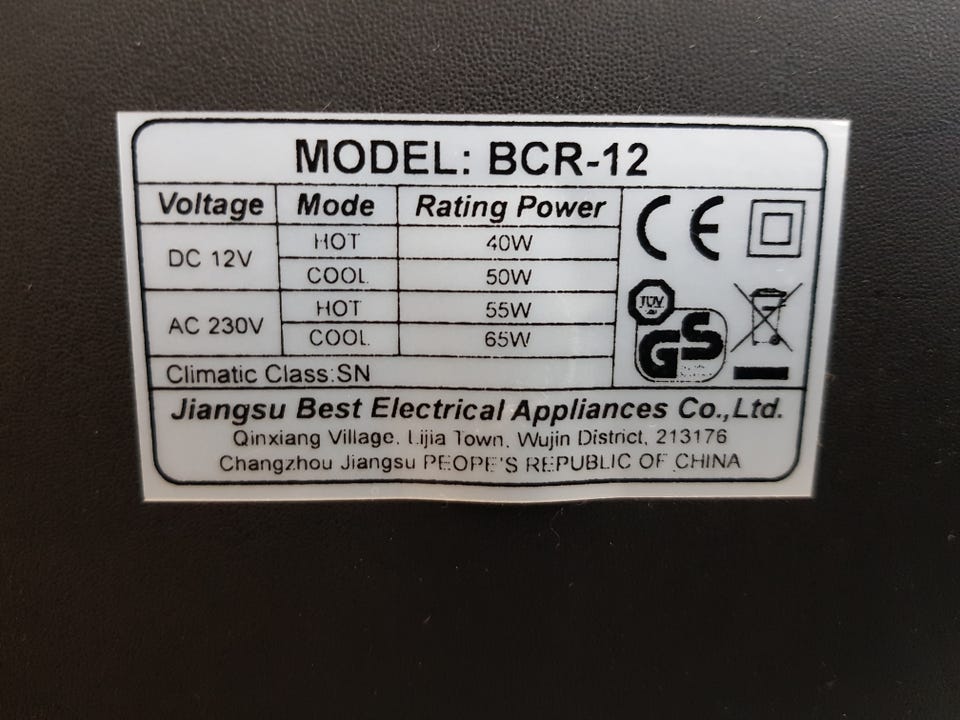 MODEL: BCR-12
Voltage Mode Rating Power
DC 12V HOT 40W
COOL 50W
AC 230V HOT 55W
COOL 65W
Climatic Class:SN
CE
TÜV
GS
Jiangsu Best Electrical Appliances Co.,Ltd.
Qinxiang Village. Lijia Town, Wujin District, 213176
Changzhou Jiangsu PEOPE'S REPUBLIC OF CHINA